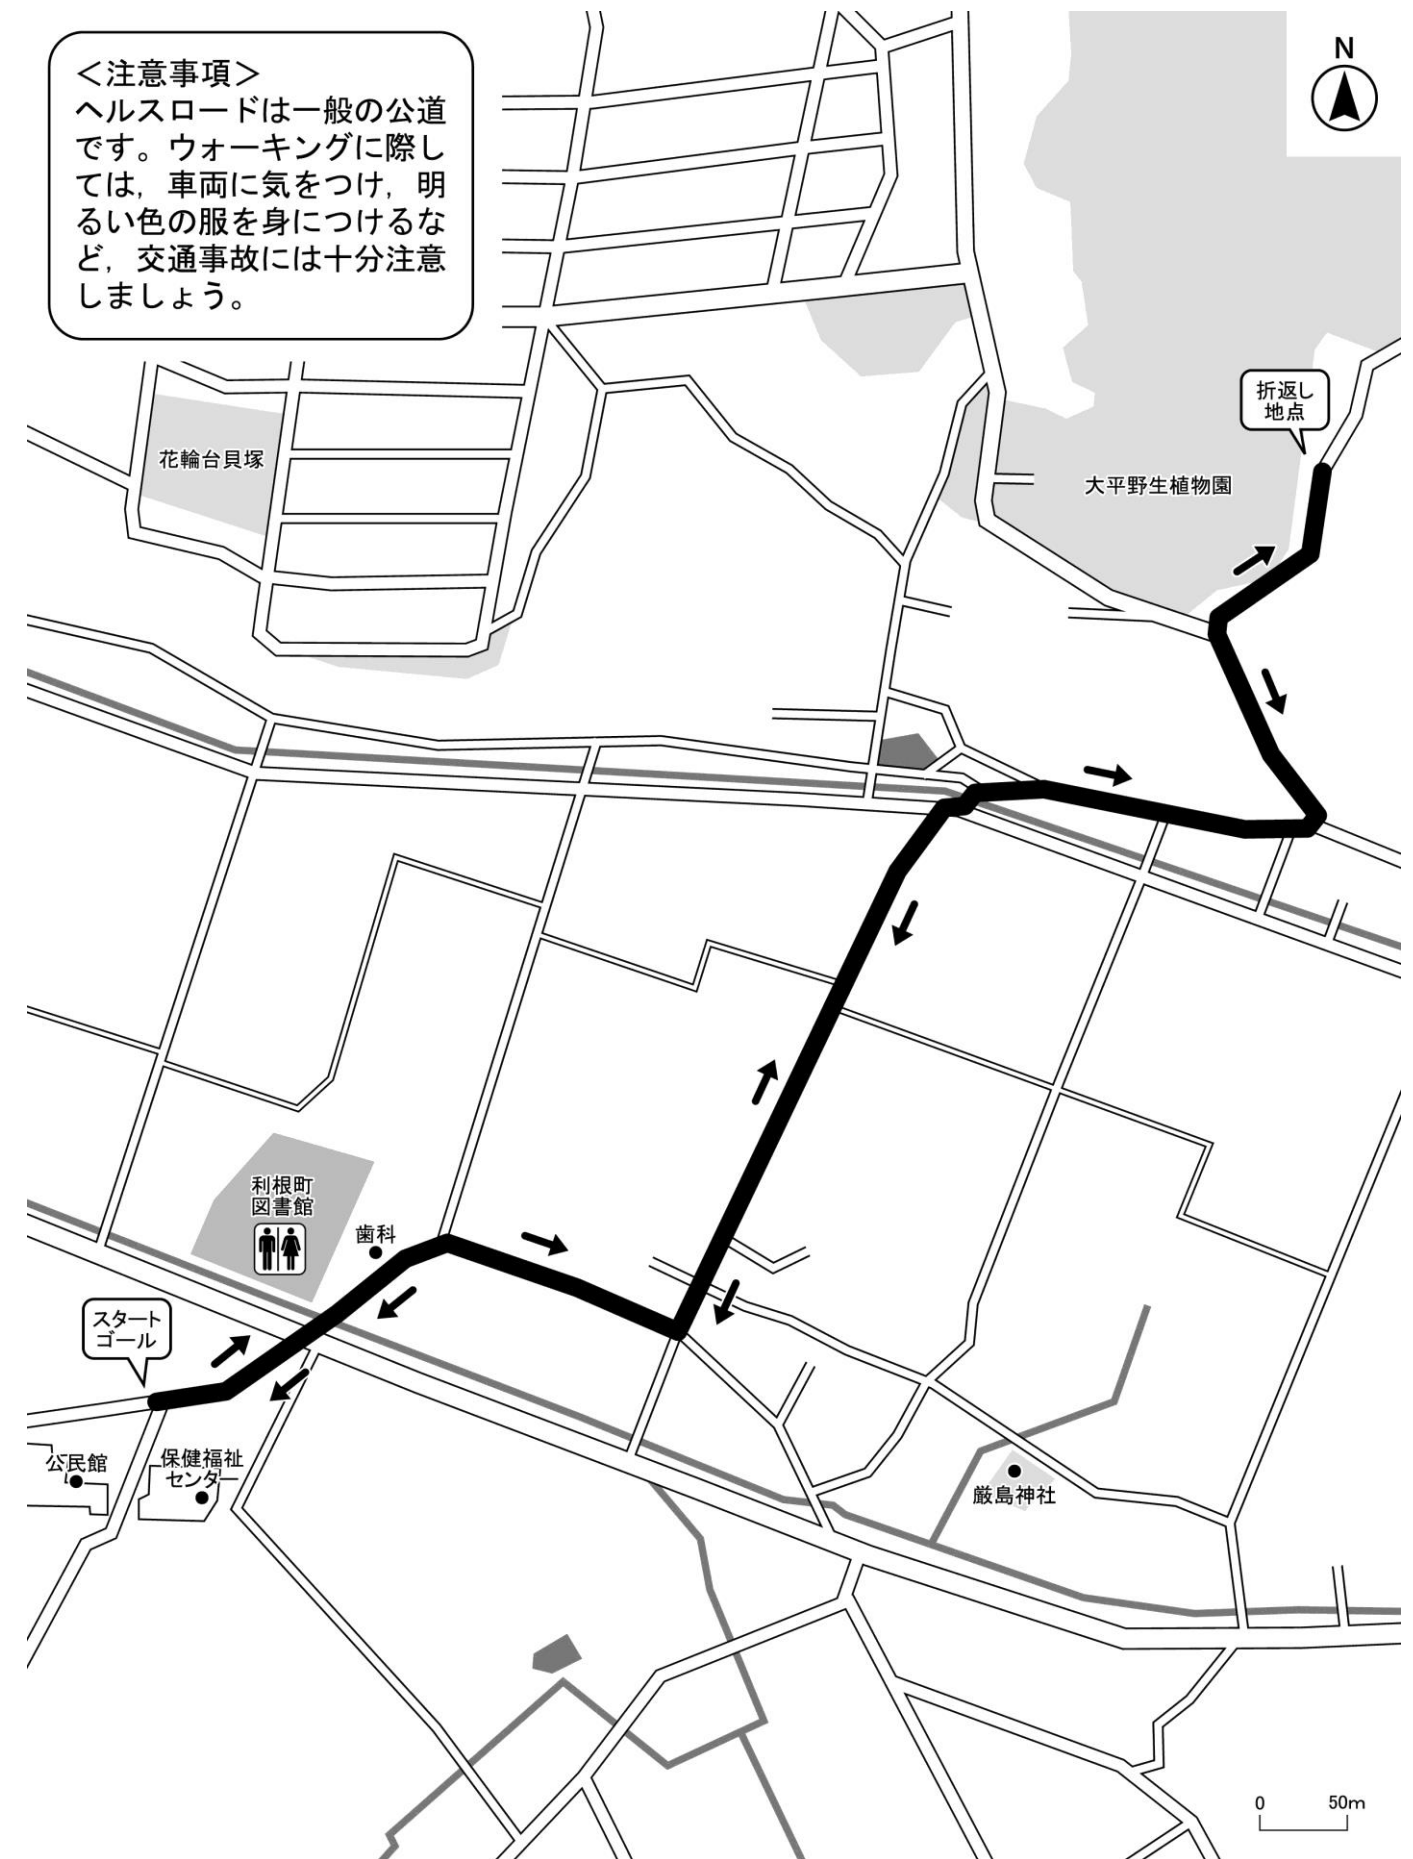 ＜注意事項＞
ヘルスロードは一般の公道
です。ウォーキングに際し
ては，車両に気をつけ，明
るい色の服を身につけるな
ど，交通事故には十分注意
しましょう。
N
折返し
地点
花輪台貝塚
大平野生植物園
利根町
図書館
歯科
スタート
ゴール
公民館
保健福祉
センター
厳島神社
0 50m